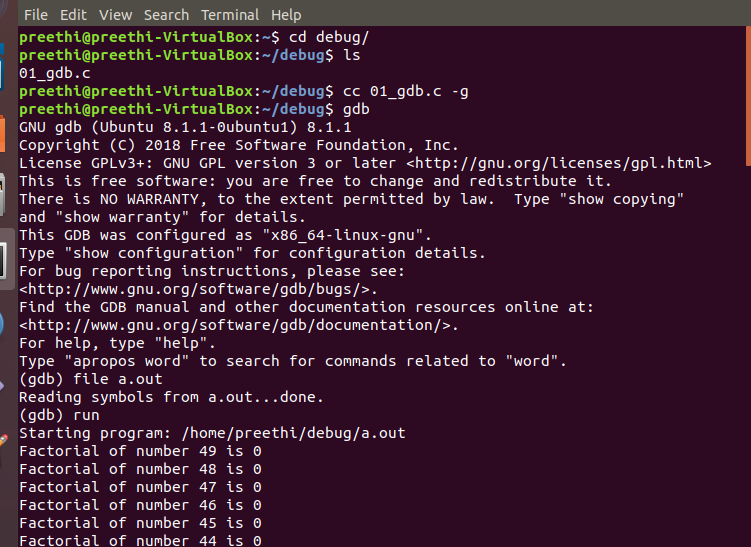 File Edit View Search Terminal Help
preethi@preethi-VirtualBox:~$ cd debug/
preethi@preethi-VirtualBox:~/debug$ ls
01_gdb.c
preethi@preethi-VirtualBox:~/debug$ cc 01_gdb.c -g
preethi@preethi-VirtualBox:~/debug$ gdb
GNU gdb (Ubuntu 8.1.1-0ubuntu1) 8.1.1
Copyright (C) 2018 Free Software Foundation, Inc.
License GPLv3+: GNU GPL version 3 or later <http://gnu.org/licenses/gpl.html>
This is free software: you are free to change and redistribute it.
There is NO WARRANTY, to the extent permitted by law.  Type "show copying"
and "show warranty" for details.
This GDB was configured as "x86_64-linux-gnu".
Type "show configuration" for configuration details.
For bug reporting instructions, please see:
<http://www.gnu.org/software/gdb/bugs/>.
Find the GDB manual and other documentation resources online at:
<http://www.gnu.org/software/gdb/documentation/>.
For help, type "help".
Type "apropos word" to search for commands related to "word".
(gdb) file a.out
Reading symbols from a.out...done.
(gdb) run
Starting program: /home/preethi/debug/a.out
Factorial of number 49 is 0
Factorial of number 48 is 0
Factorial of number 47 is 0
Factorial of number 46 is 0
Factorial of number 45 is 0
Factorial of number 44 is 0